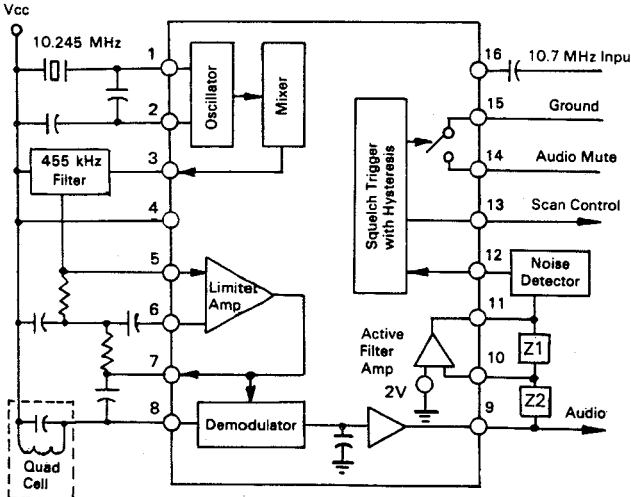 Vcc
10.245 MHz
1
2
3
4
5
6
7
8
Oscillator
Mixer
455 kHz
Filter
Limitet
Amp
Demodulator
Quad
Cell
Squelch Trigger
with Hysteresis
16
10.7 MHz Inpu
15
Ground
14
Audio Mute
13
Scan Control
12
Noise
Detector
11
Active
Filter
Amp
10
Z1
2V
9
Z2
Audio